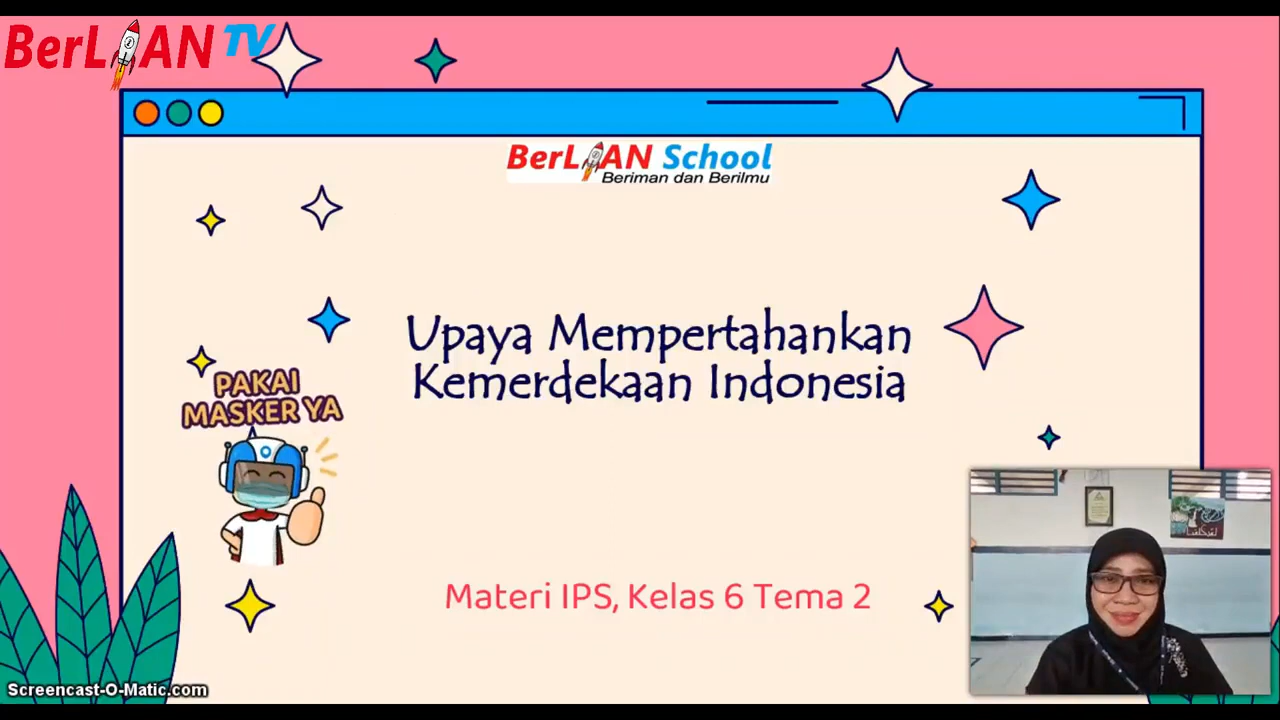 BerLIAN TV
BerLIAN School
Beriman dan Berilmu
Upaya Mempertahankan
Kemerdekaan Indonesia
PAKAI
MASKER YA
Materi IPS, Kelas 6 Tema 2
Screencast-O-Matic.com